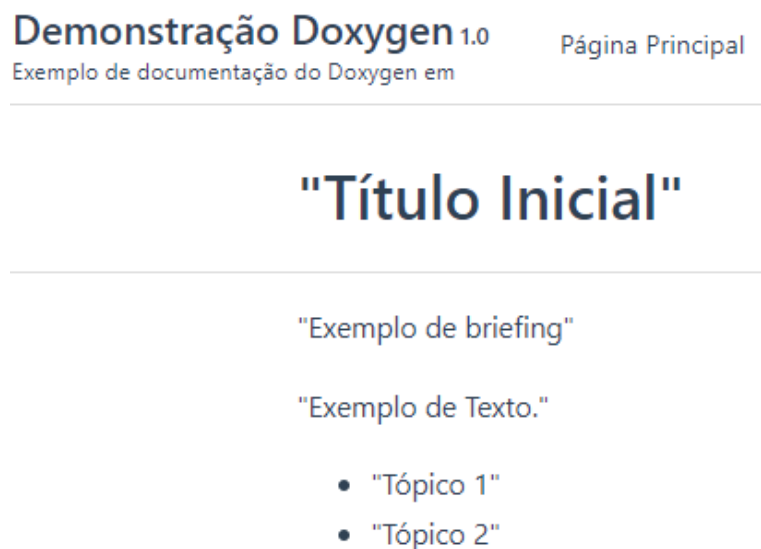 Demonstração Doxygen 1.0
Página Principal
Exemplo de documentação do Doxygen em
"Título Inicial"
"Exemplo de briefing"
"Exemplo de Texto."
• "Tópico 1"
• "Tópico 2"